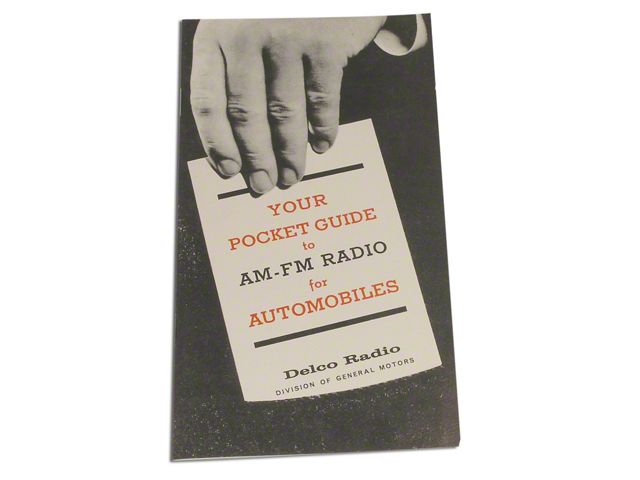 YOUR
POCKET GUIDE
to
AM-FM RADIO
for
AUTOMOBILES
Delco Radio
DIVISION OF GENERAL MOTORS